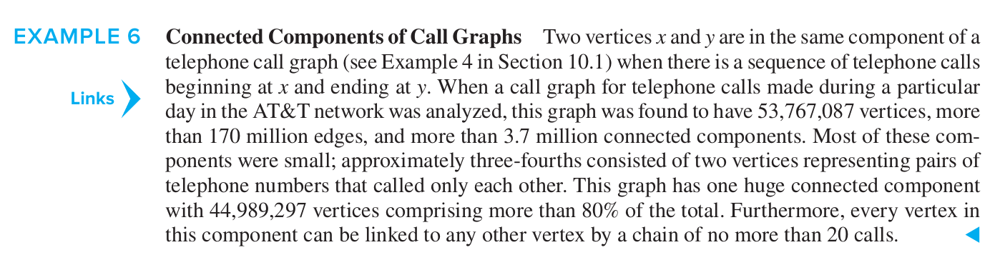 EXAMPLE 6 Connected Components of Call Graphs Two vertices x and y are in the same component of a
telephone call graph (see Example 4 in Section 10.1) when there is a sequence of telephone calls
Links beginning at x and ending at y. When a call graph for telephone calls made during a particular
day in the AT&T network was analyzed, this graph was found to have 53,767,087 vertices, more
than 170 million edges, and more than 3.7 million connected components. Most of these com-
ponents were small; approximately three-fourths consisted of two vertices representing pairs of
telephone numbers that called only each other. This graph has one huge connected component
with 44,989,297 vertices comprising more than 80% of the total. Furthermore, every vertex in
this component can be linked to any other vertex by a chain of no more than 20 calls.